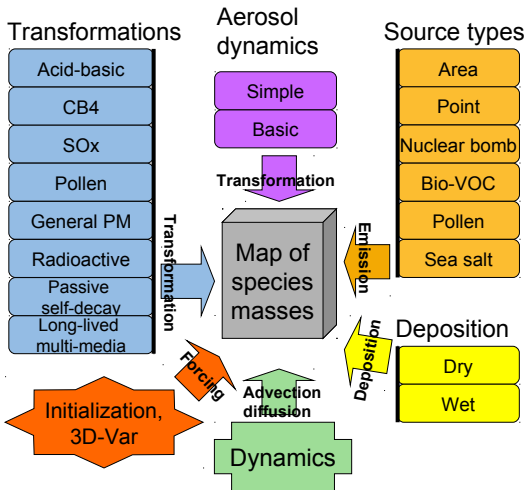 Transformations
Acid-basic
CB4
SOx
Pollen
General PM
Radioactive
Passive
self-decay
Long-lived
multi-media
Transformation
Aerosol
dynamics
Simple
Basic
Transformation
Source types
Area
Point
Nuclear bomb
Bio-VOC
Pollen
Sea salt
Emission
Map of
species
masses
Deposition
Dry
Wet
Deposition
Forcing
Initialization,
3D-Var
Advection
diffusion
Dynamics